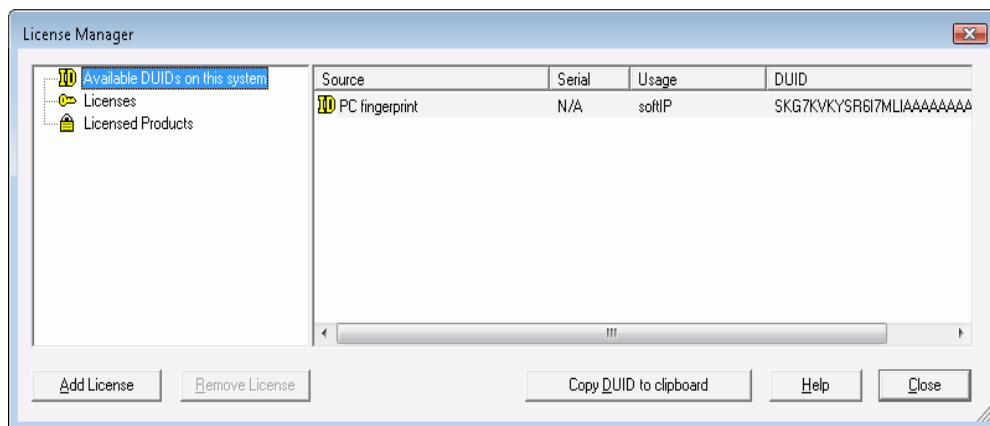 License Manager
Available DUIDs on this system
Licenses
Licensed Products
Source Serial Usage DUID
PC fingerprint N/A softIP SKG7KVKYSR6I7MLIAAAAAAAA
Add License Remove License Copy DUID to clipboard Help Close